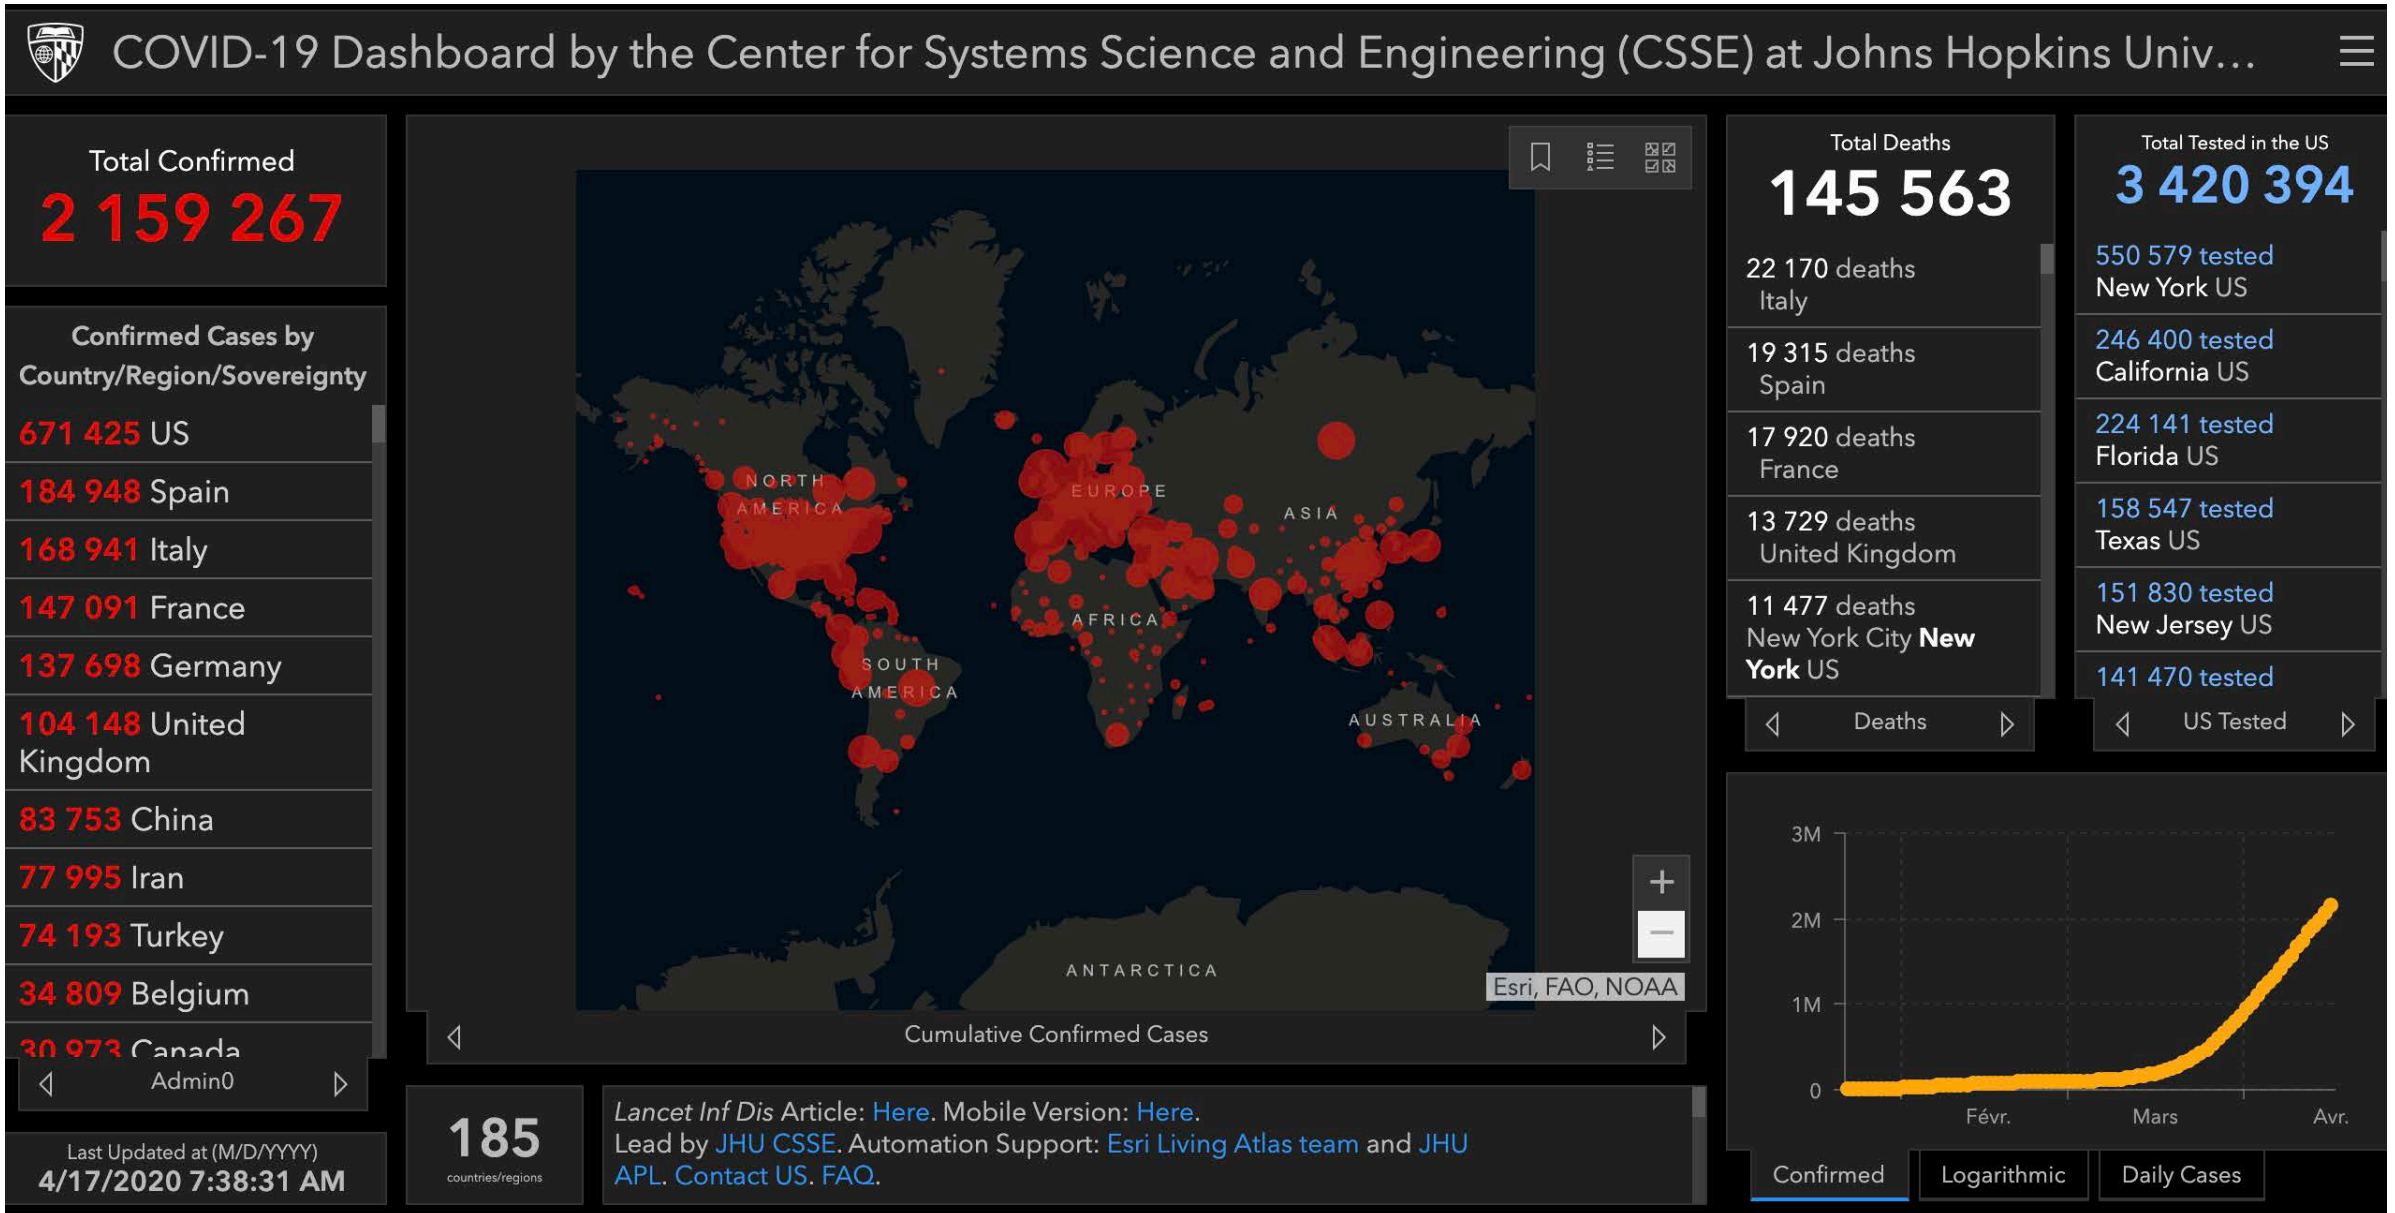 COVID-19 Dashboard by the Center for Systems Science and Engineering (CSSE) at Johns Hopkins Univ...
Total Confirmed
2 159 267
Confirmed Cases by
Country/Region/Sovereignty
671 425 US
184 948 Spain
168 941 Italy
147 091 France
137 698 Germany
104 148 United
Kingdom
83 753 China
77 995 Iran
74 193 Turkey
34 809 Belgium
30 973 Canada
Admin0
Last Updated at (M/D/YYYY)
4/17/2020 7:38:31 AM
NORTH
AMERICA
EUROPE
ASIA
AFRICA
SOUTH
AMERICA
AUSTRALIA
ANTARCTICA
+
−
Esri, FAO, NOAA
Cumulative Confirmed Cases
185
countries/regions
Lancet Inf Dis Article: Here. Mobile Version: Here.
Lead by JHU CSSE. Automation Support: Esri Living Atlas team and JHU
APL. Contact US. FAQ.
Total Deaths
145 563
22 170 deaths
Italy
19 315 deaths
Spain
17 920 deaths
France
13 729 deaths
United Kingdom
11 477 deaths
New York City New
York US
Deaths
Total Tested in the US
3 420 394
550 579 tested
New York US
246 400 tested
California US
224 141 tested
Florida US
158 547 tested
Texas US
151 830 tested
New Jersey US
141 470 tested
US Tested
3M
2M
1M
0
Févr.
Mars
Avr.
Confirmed
Logarithmic
Daily Cases